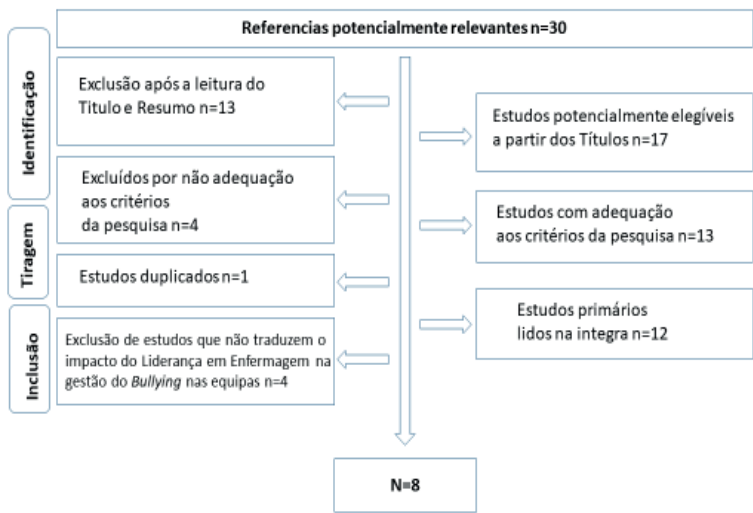 Referencias potencialmente relevantes n=30
Identificação
Exclusão após a leitura do
Titulo e Resumo n=13
Estudos potencialmente elegíveis
a partir dos Títulos n=17
Excluídos por não adequação
aos critérios
da pesquisa n=4
Estudos com adequação
aos critérios da pesquisa n=13
Tiragem
Estudos duplicados n=1
Estudos primários
lidos na integra n=12
Inclusão
Exclusão de estudos que não traduzem o
impacto do Liderança em Enfermagem na
gestão do Bullying nas equipas n=4
N=8